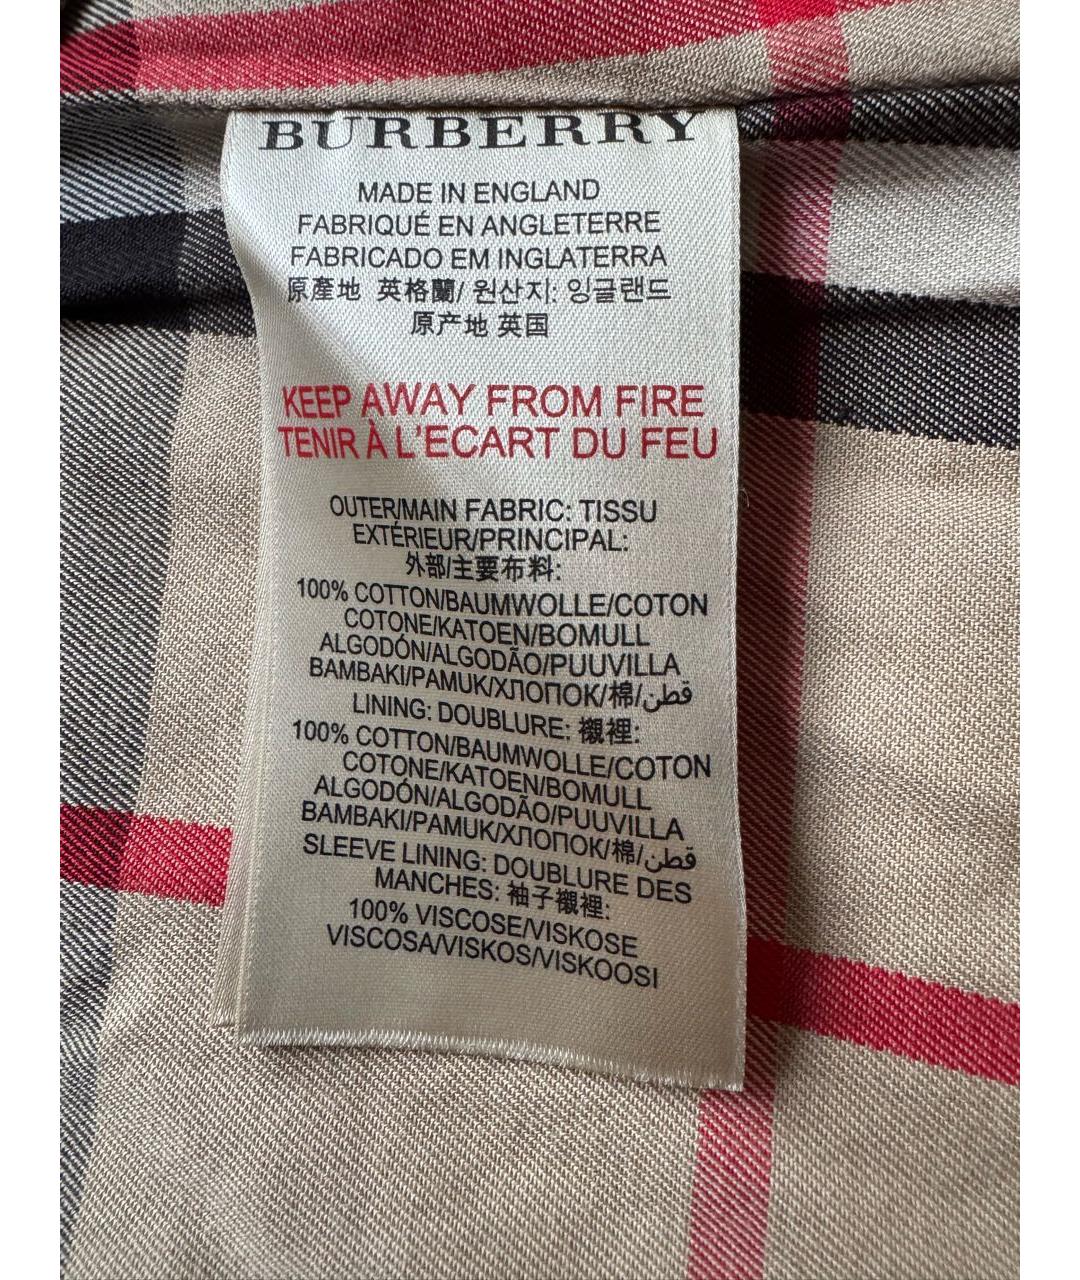 BURBERRY
MADE IN ENGLAND
FABRIQUÉ EN ANGLETERRE
FABRICADO EM INGLATERRA
原產地 英格蘭/ 원산지: 잉글랜드
原产地 英国
KEEP AWAY FROM FIRE
TENIR À L'ECART DU FEU
OUTER/MAIN FABRIC: TISSU
EXTÉRIEUR/PRINCIPAL:
外部/主要布料:
100% COTTON/BAUMWOLLE/COTON
COTONE/KATOEN/BOMULL
ALGODÓN/ALGODÃO/PUUVILLA
BAMBAKI/PAMUK/ХЛОПОК/棉/قطن
LINING: DOUBLURE: 襯裡:
100% COTTON/BAUMWOLLE/COTON
COTONE/KATOEN/BOMULL
ALGODÓN/ALGODÃO/PUUVILLA
BAMBAKI/PAMUK/ХЛОПОК/棉/قطن
SLEEVE LINING: DOUBLURE DES
MANCHES: 袖子襯裡:
100% VISCOSE/VISKOSE
VISCOSA/VISKOS/VISKOOSI